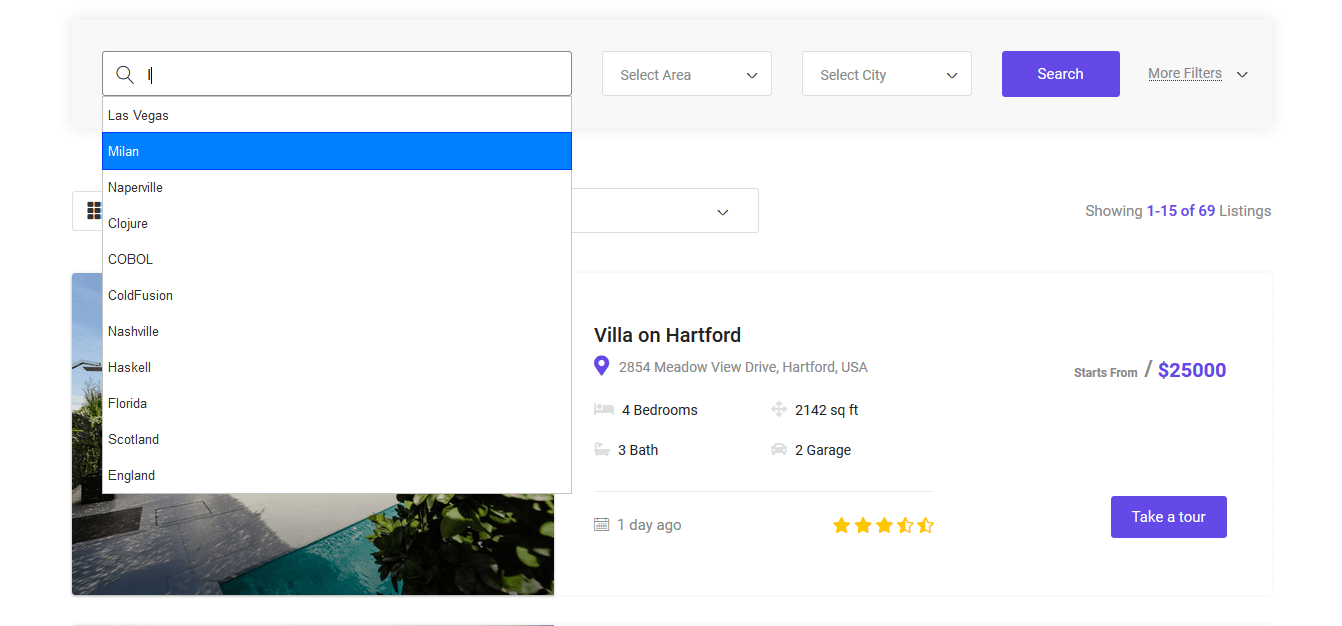 l
Select Area
Select City
Search
More Filters
Las Vegas
Milan
Naperville
Clojure
COBOL
ColdFusion
Nashville
Haskell
Florida
Scotland
England
Showing 1-15 of 69 Listings
Villa on Hartford
2854 Meadow View Drive, Hartford, USA
Starts From / $25000
4 Bedrooms
2142 sq ft
3 Bath
2 Garage
1 day ago
Take a tour